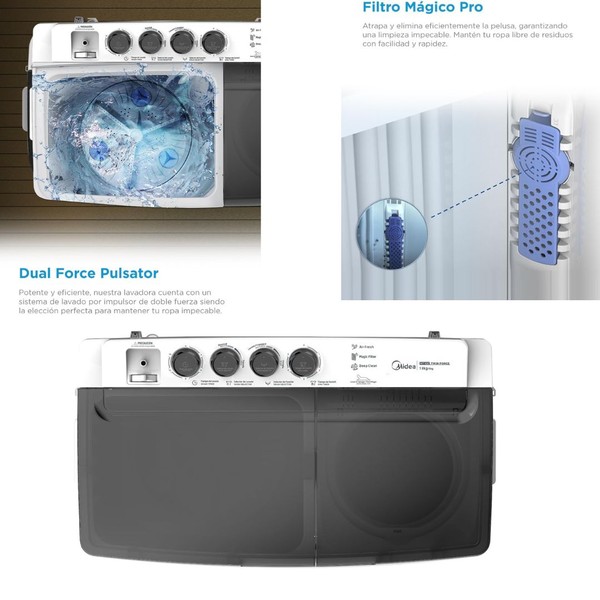 Filtro Mágico Pro
Atrapa y elimina eficientemente la pelusa, garantizando
una limpieza impecable. Mantén tu ropa libre de residuos
con facilidad y rapidez.
Dual Force Pulsator
Potente y eficiente, nuestra lavadora cuenta con un
sistema de lavado por impulsor de doble fuerza siendo
la elección perfecta para mantener tu ropa impecable.
Air Fresh
Magic Filter
Deep Clean
Midea